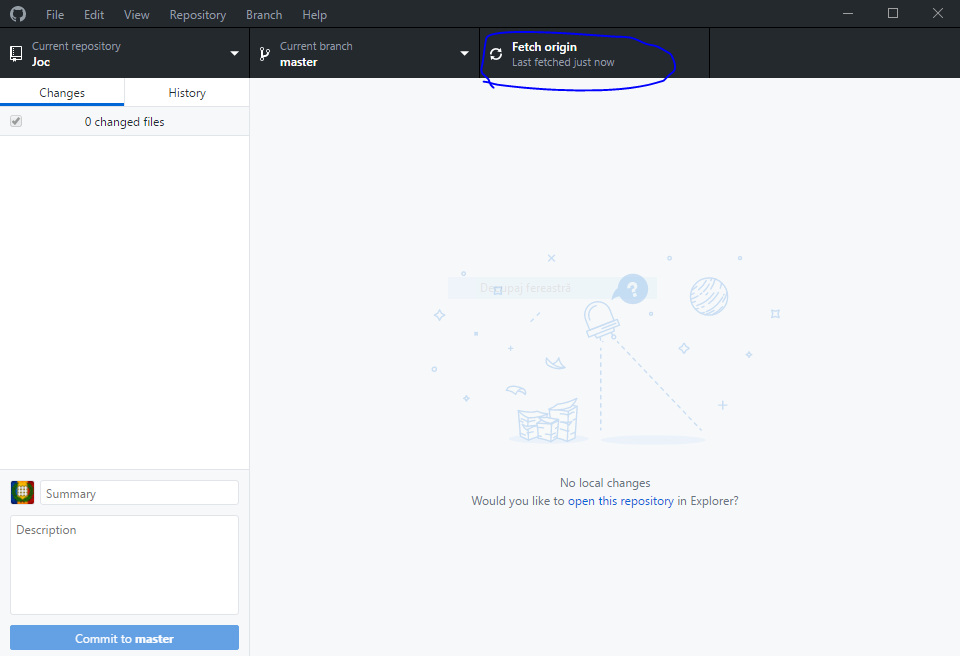 File Edit View Repository Branch Help
Current repository
Joc
Current branch
master
Fetch origin
Last fetched just now
Changes
History
0 changed files
Decupaj fereastră
?
No local changes
Would you like to open this repository in Explorer?
Summary
Description
Commit to master